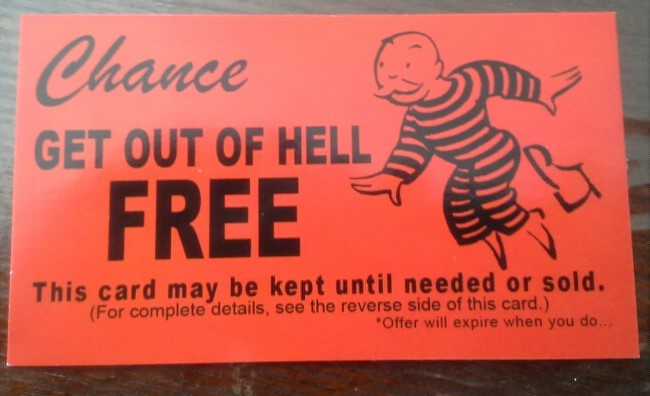 Chance
GET OUT OF HELL
FREE
This card may be kept until needed or sold.
(For complete details, see the reverse side of this card.)
*Offer will expire when you do...